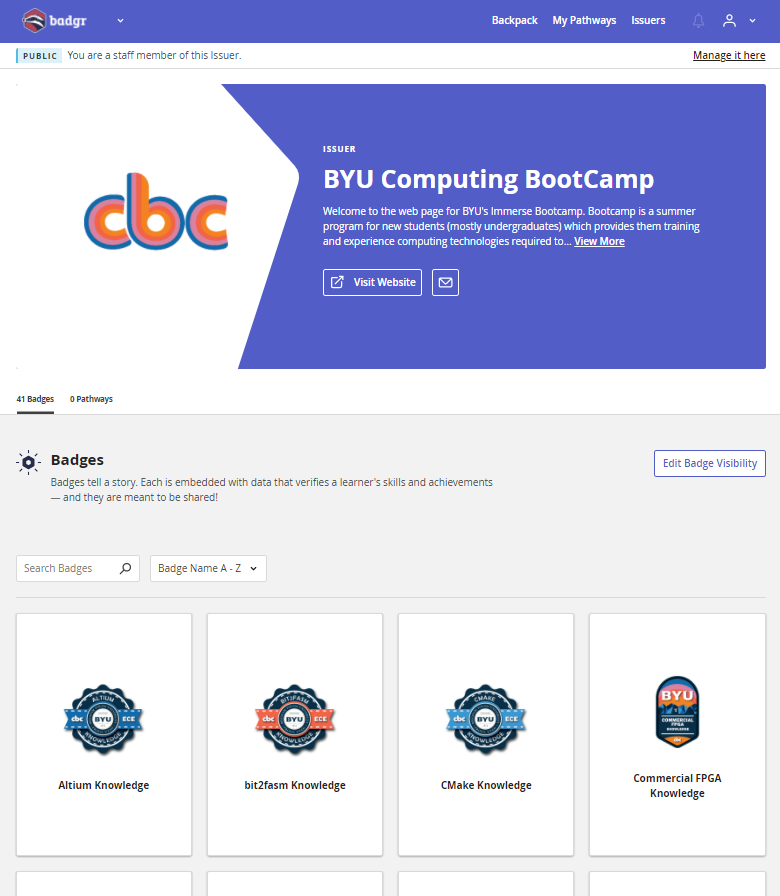 badgr
Backpack My Pathways Issuers
PUBLIC You are a staff member of this Issuer. Manage it here
cbc
ISSUER
BYU Computing BootCamp
Welcome to the web page for BYU's Immerse Bootcamp. Bootcamp is a summer
program for new students (mostly undergraduates) which provides them training
and experience computing technologies required to... View More
Visit Website
41 Badges 0 Pathways
Badges
Edit Badge Visibility
Badges tell a story. Each is embedded with data that verifies a learner's skills and achievements
— and they are meant to be shared!
Search Badges Badge Name A - Z
ALTIUM
cbc BYU ECE
KNOWLEDGE
Altium Knowledge
BIT2FASM
cbc BYU ECE
KNOWLEDGE
bit2fasm Knowledge
CMAKE
cbc BYU ECE
KNOWLEDGE
CMake Knowledge
BYU
COMMERCIAL
FPGA
KNOWLEDGE
cbc
Commercial FPGA
Knowledge